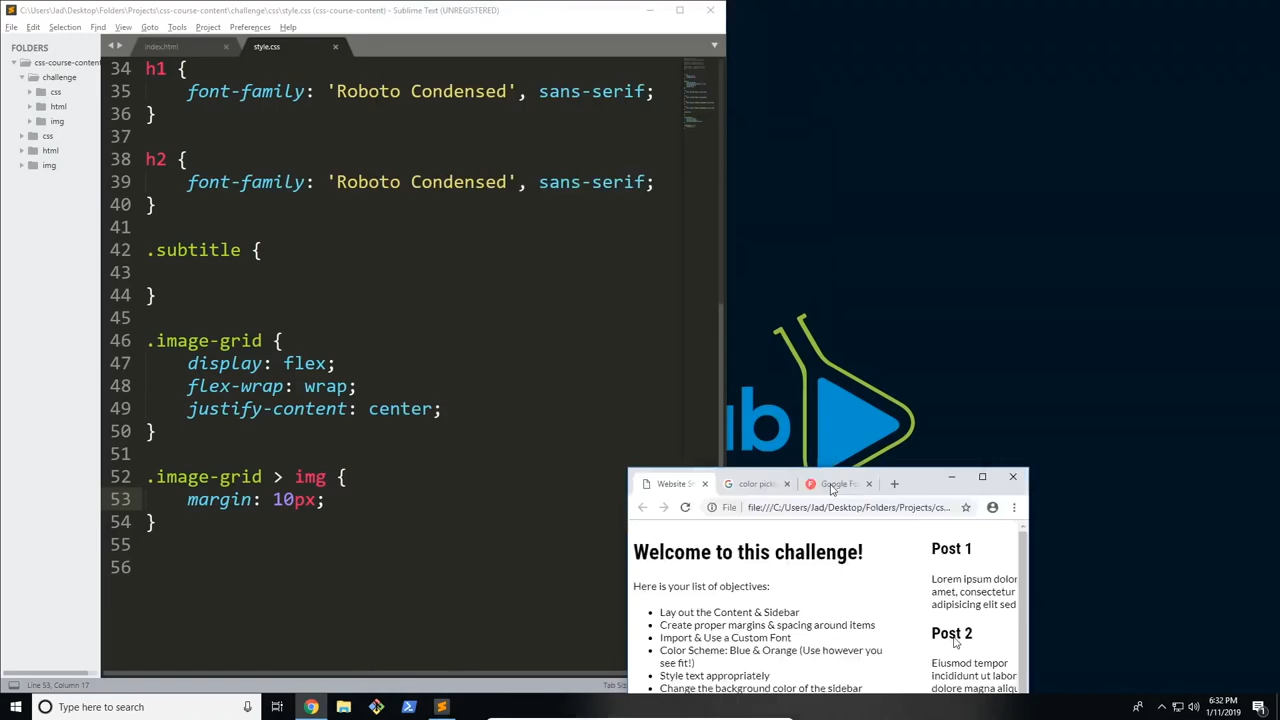 C:\Users\Jad\Desktop\Folders\Projects\css-course-content\challenge\css\style.css (css-course-content) - Sublime Text (UNREGISTERED)
File Edit Selection Find View Goto Tools Project Preferences Help
FOLDERS
css-course-content
challenge
css
html
img
css
html
img
index.html
style.css
34 h1 {
35 font-family: 'Roboto Condensed', sans-serif;
36 }
37
38 h2 {
39 font-family: 'Roboto Condensed', sans-serif;
40 }
41
42 .subtitle {
43
44 }
45
46 .image-grid {
47 display: flex;
48 flex-wrap: wrap;
49 justify-content: center;
50 }
51
52 .image-grid > img {
53 margin: 10px;
54 }
55
56
Line 53, Column 17
Tab Siz
ub
Website S
color pick
Google Fo
File file:///C:/Users/Jad/Desktop/Folders/Projects/cs...
Welcome to this challenge!
Here is your list of objectives:
• Lay out the Content & Sidebar
• Create proper margins & spacing around items
• Import & Use a Custom Font
• Color Scheme: Blue & Orange (Use however you
see fit!)
• Style text appropriately
• Change the background color of the sidebar
Post 1
Lorem ipsum dolor
amet, consectetur
adipisicing elit sed
Post 2
Eiusmod tempor
incididunt ut labor
dolore magna aliqu
Type here to search
6:32 PM
1/11/2019